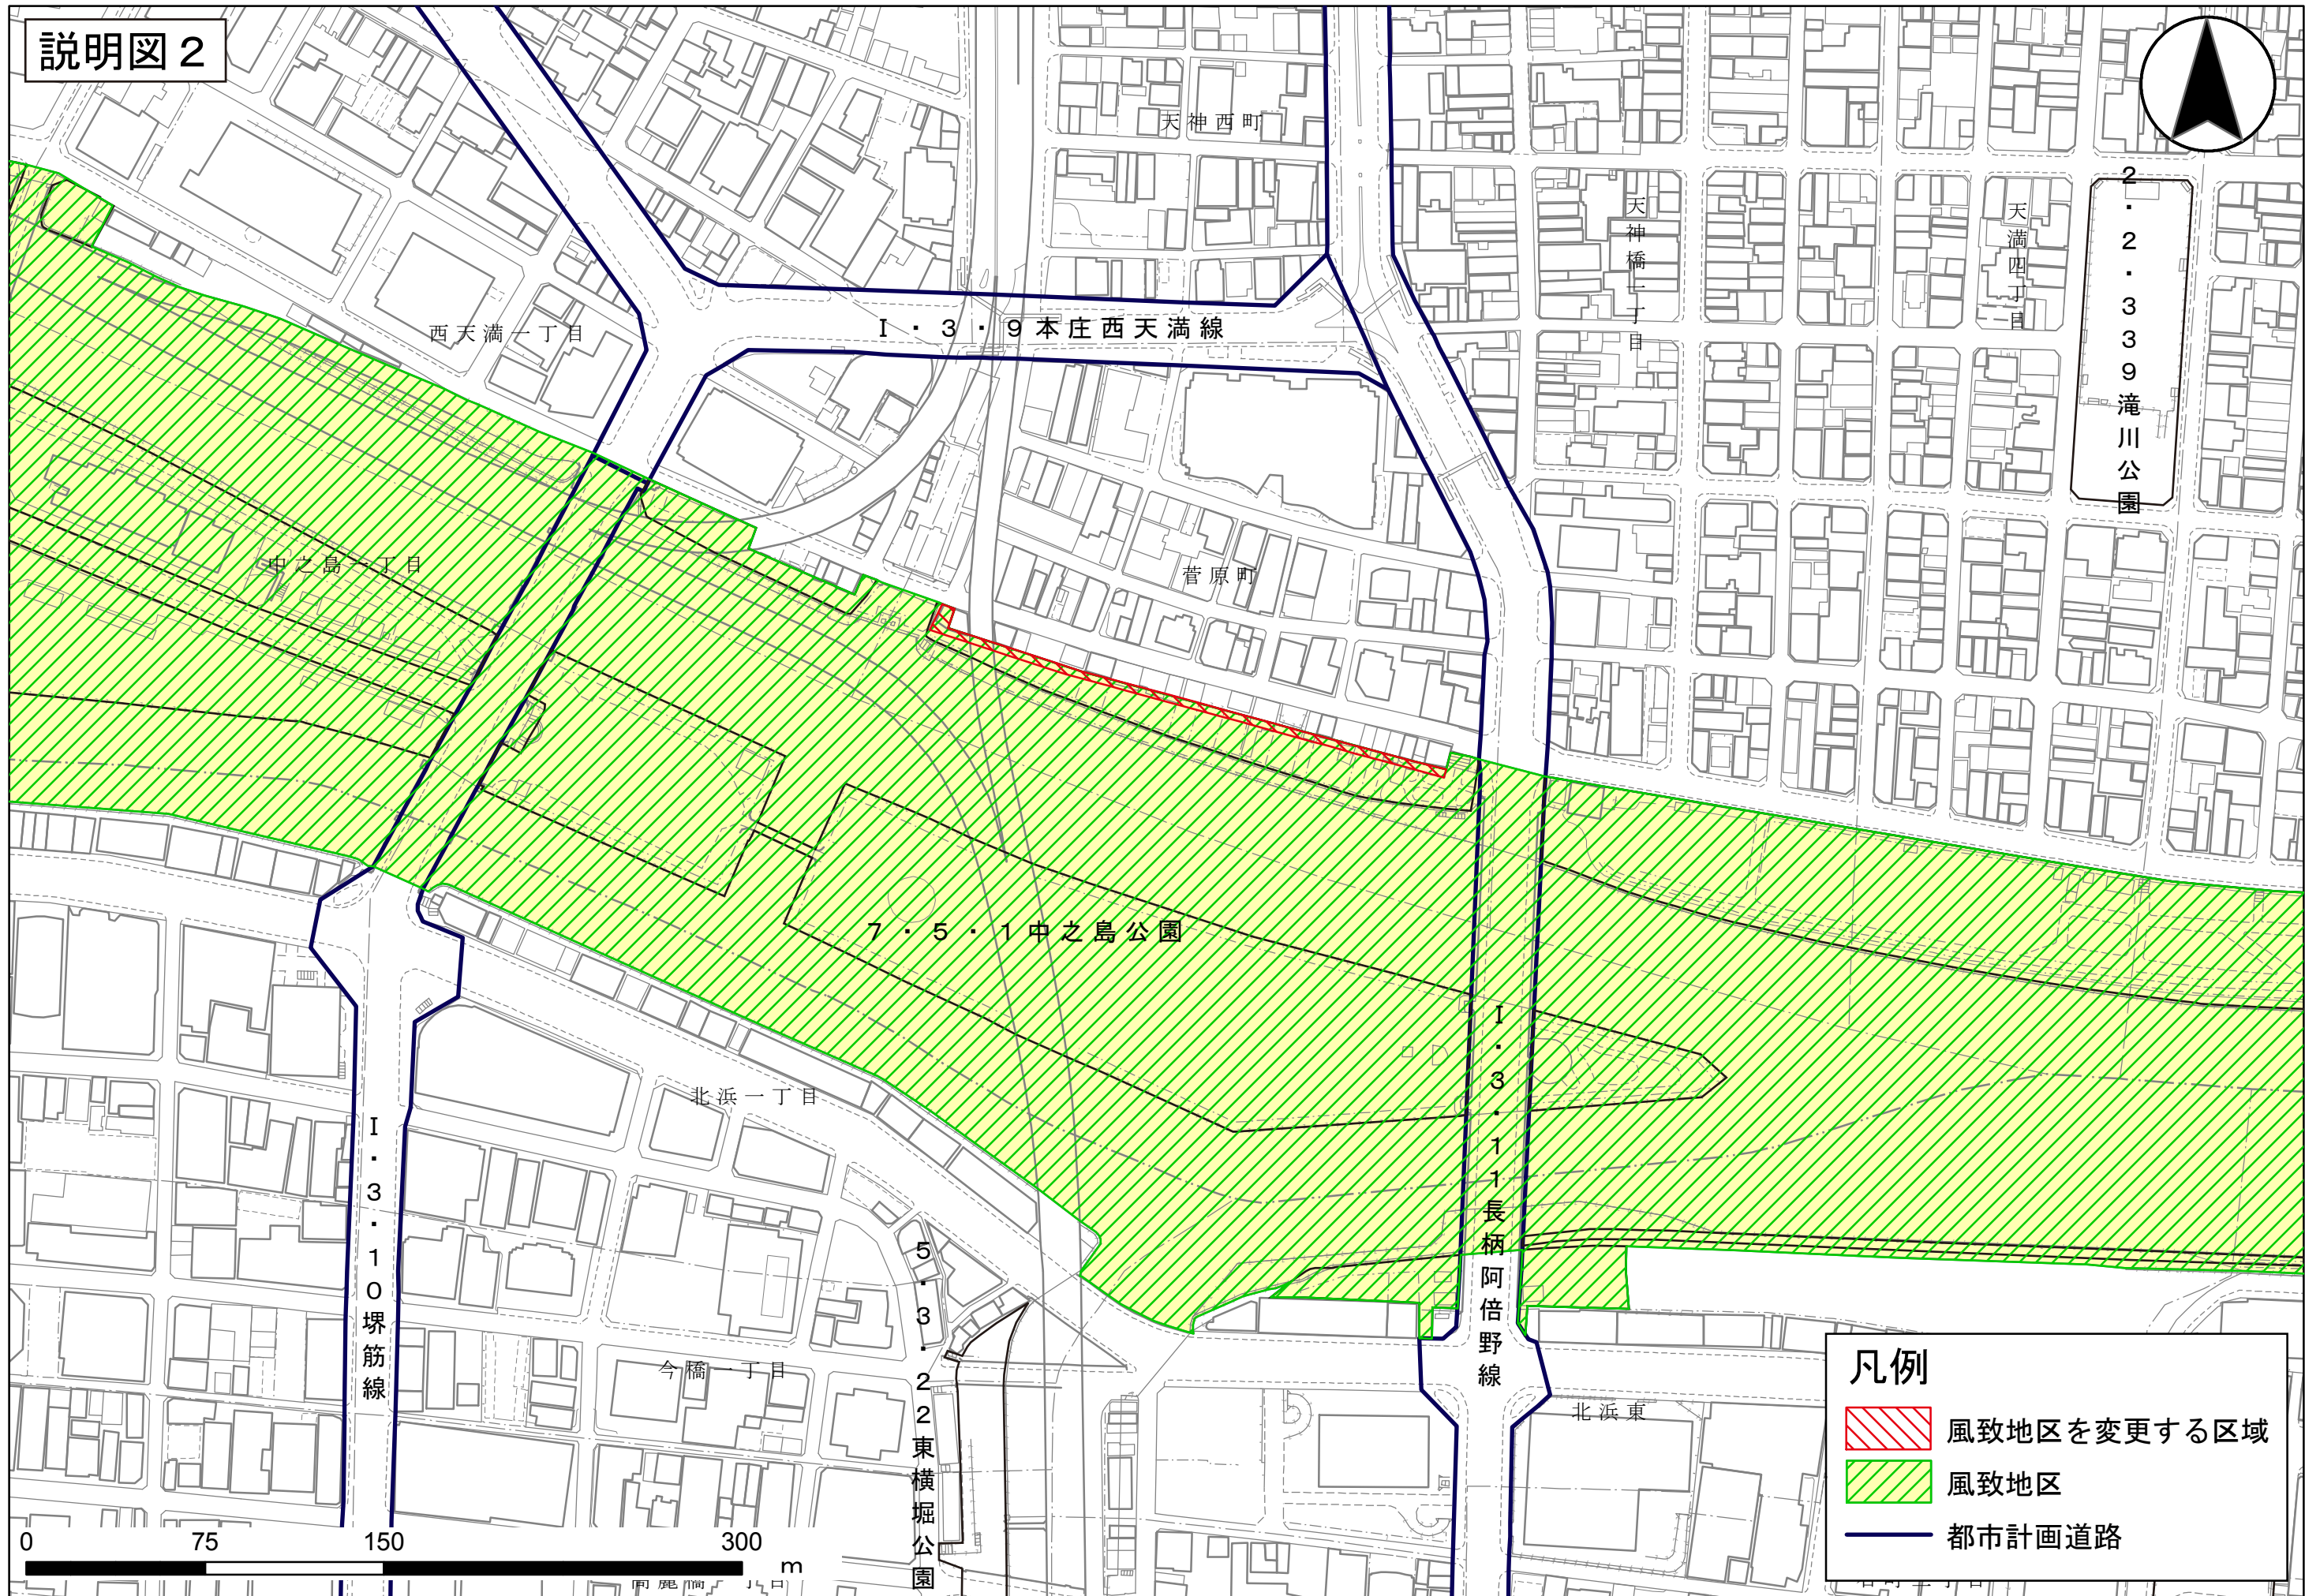 説明図２
天神西町
天神橋一丁目
天満四丁目
２・２・３３９滝川公園
西天満一丁目
Ⅰ・３・９本庄西天満線
中之島一丁目
菅原町
７・５・１中之島公園
Ⅰ・３・１１長柄阿倍野線
北浜一丁目
Ⅰ・３・１０堺筋線
５・３・２２東横堀公園
今橋一丁目
北浜東
凡例
風致地区を変更する区域
風致地区
都市計画道路
0 75 150 300
m